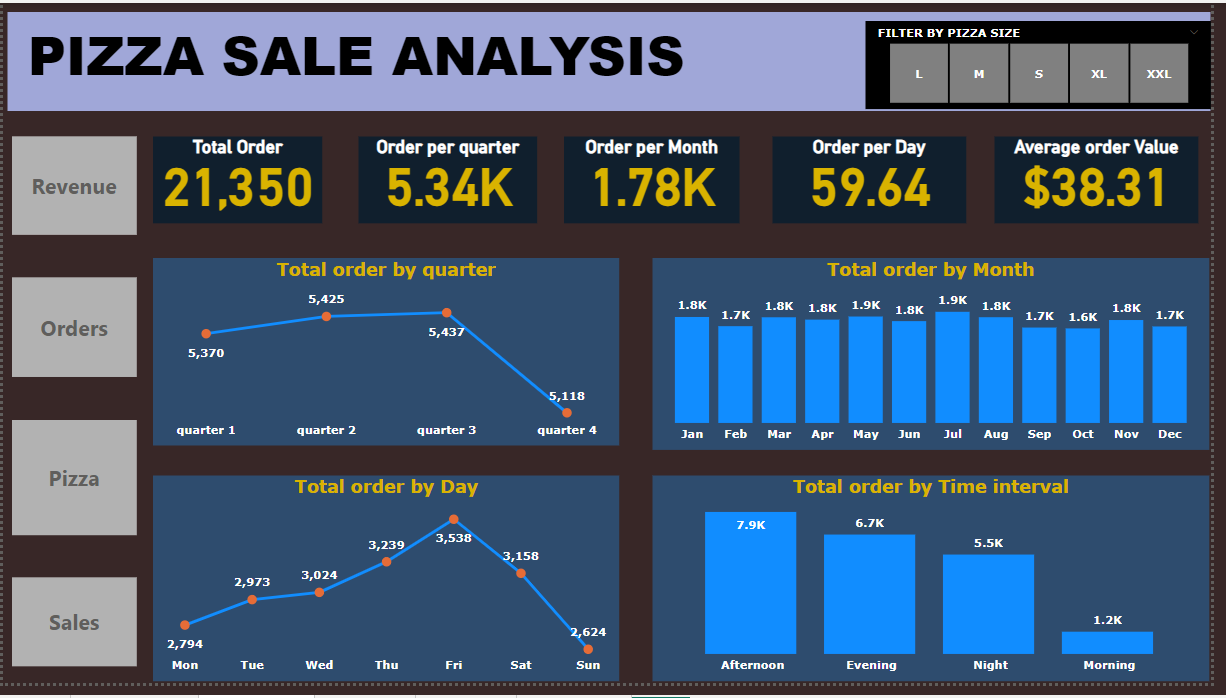 PIZZA SALE ANALYSIS
FILTER BY PIZZA SIZE
L M S XL XXL
Revenue
Orders
Pizza
Sales
Total Order
21,350
Order per quarter
5.34K
Order per Month
1.78K
Order per Day
59.64
Average order Value
$38.31
Total order by quarter
5,370 5,425 5,437 5,118
quarter 1 quarter 2 quarter 3 quarter 4
Total order by Month
1.8K 1.7K 1.8K 1.8K 1.9K 1.8K 1.9K 1.8K 1.7K 1.6K 1.8K 1.7K
Jan Feb Mar Apr May Jun Jul Aug Sep Oct Nov Dec
Total order by Day
2,794 2,973 3,024 3,239 3,538 3,158 2,624
Mon Tue Wed Thu Fri Sat Sun
Total order by Time interval
7.9K 6.7K 5.5K 1.2K
Afternoon Evening Night Morning